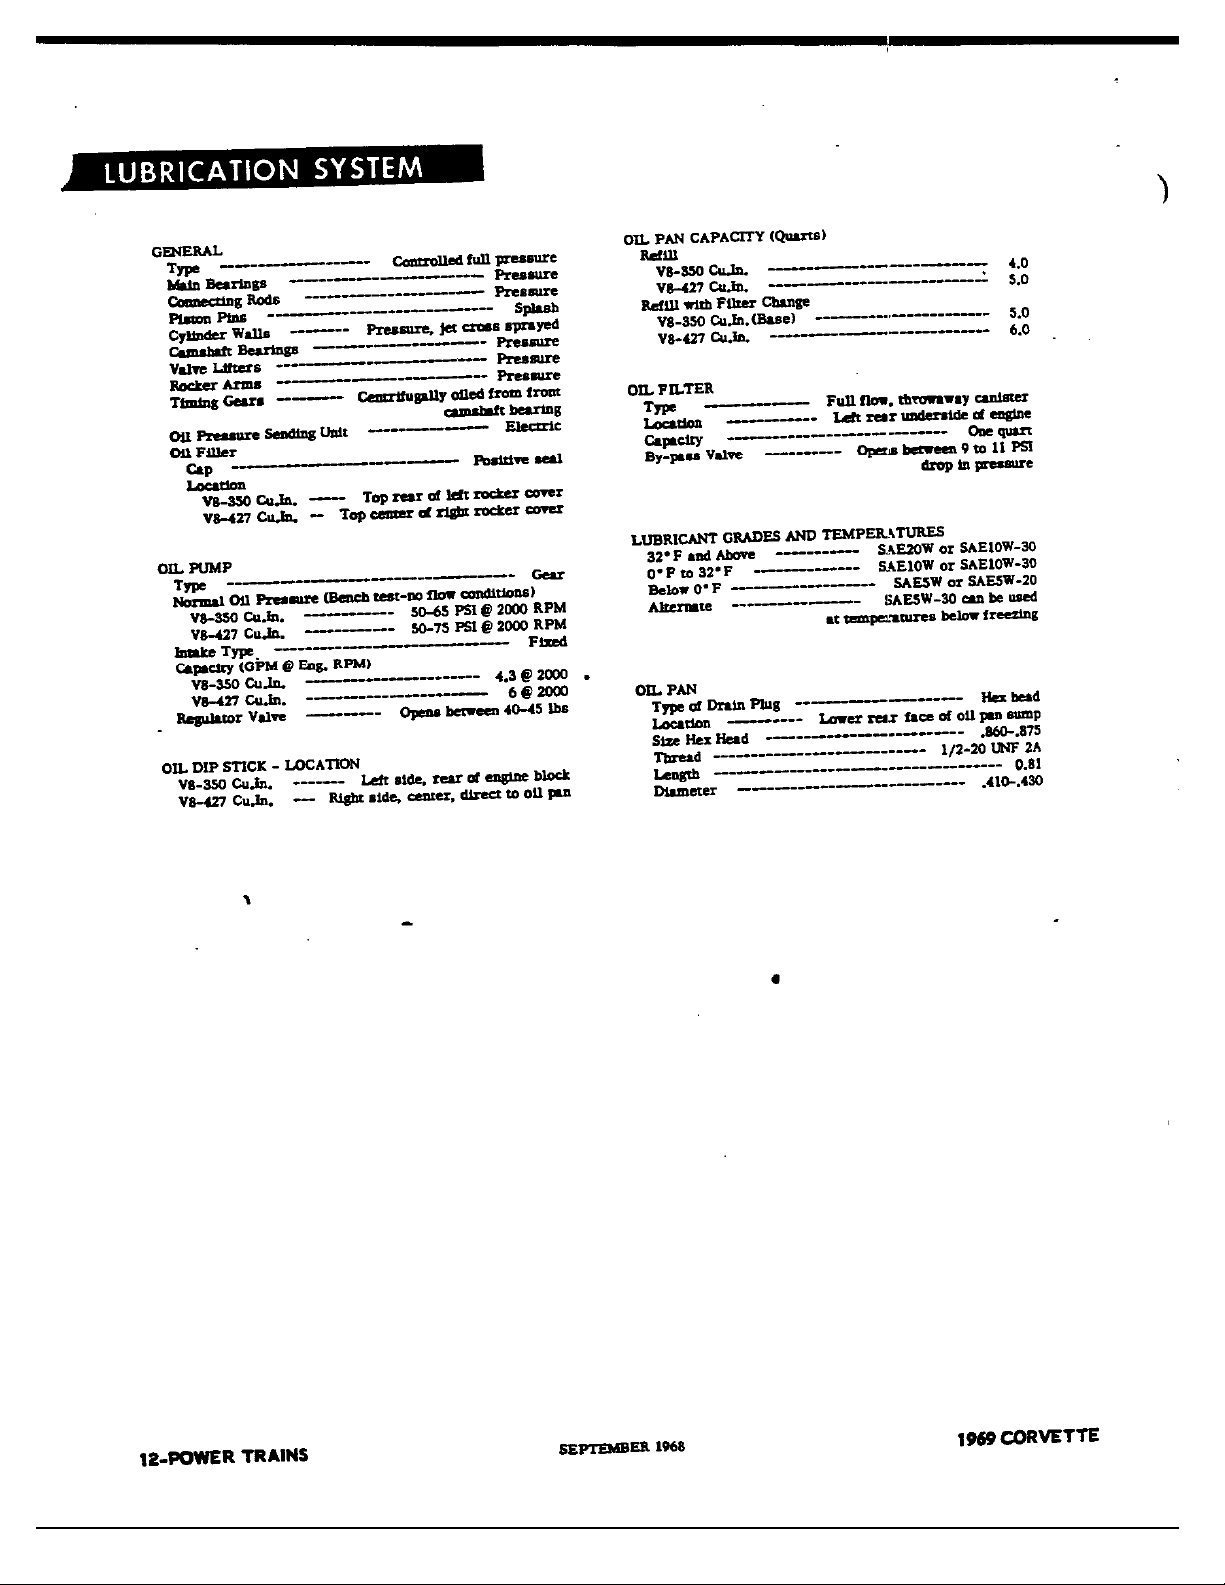 LUBRICATION SYSTEM
GENERAL
Type -------------------- Controlled full pressure
Main Bearings -------------------------- Pressure
Connecting Rods ------------------------ Pressure
Piston Pins ------------------------------ Splash
Cylinder Walls -------- Pressure, jet cross sprayed
Camshaft Bearings ----------------------- Pressure
Valve Lifters ---------------------------- Pressure
Rocker Arms ---------------------------- Pressure
Timing Gears --------- Centrifugally oiled from front
camshaft bearing
Oil Pressure Sending Unit ---------------- Electric
Oil Filler
Cap ------------------------------ Positive seal
Location
V8-350 Cu.In. ----- Top rear of left rocker cover
V8-427 Cu.In. -- Top center of right rocker cover
OIL PUMP
Type -------------------------------------- Gear
Normal Oil Pressure (Bench test-no flow conditions)
V8-350 Cu.In. ------------ 50-65 PSI @ 2000 RPM
V8-427 Cu.In. ------------ 50-75 PSI @ 2000 RPM
Intake Type ------------------------------- Fixed
Capacity (GPM @ Eng. RPM)
V8-350 Cu.In. ----------------------- 4.3 @ 2000
V8-427 Cu.In. ------------------------ 6 @ 2000
Regulator Valve ---------- Opens between 40-45 lbs
OIL DIP STICK - LOCATION
V8-350 Cu.In. ------- Left side, rear of engine block
V8-427 Cu.In. --- Right side, center, direct to oil pan
OIL PAN CAPACITY (Quarts)
Refill
V8-350 Cu.In. ----------------------------- 4.0
V8-427 Cu.In. ----------------------------- 5.0
Refill with Filter Change
V8-350 Cu.In.(Base) ----------------------- 5.0
V8-427 Cu.In. ----------------------------- 6.0
OIL FILTER
Type -------------- Full flow, throwaway canister
Location ------------ Left rear underside of engine
Capacity ----------------------------- One quart
By-pass Valve ---------- Opens between 9 to 11 PSI
drop in pressure
LUBRICANT GRADES AND TEMPERATURES
32°F and Above ----------- SAE20W or SAE10W-30
0°F to 32°F -------------- SAE10W or SAE10W-30
Below 0°F ------------------- SAE5W or SAE5W-20
Alternate ----------------- SAE5W-30 can be used
at temperatures below freezing
OIL PAN
Type of Drain Plug ---------------------- Hex head
Location ---------- Lower rear face of oil pan sump
Size Hex Head -------------------------- .860-.875
Thread ---------------------------- 1/2-20 UNF 2A
Length -------------------------------------- 0.81
Diameter ------------------------------ .410-.430
12-POWER TRAINS
SEPTEMBER 1968
1969 CORVETTE